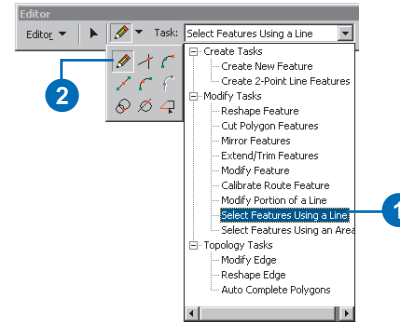 Editor
Editor Task: Select Features Using a Line
Create Tasks
Create New Feature
Create 2-Point Line Features
2
Modify Tasks
Reshape Feature
Cut Polygon Features
Mirror Features
Extend/Trim Features
Modify Feature
Calibrate Route Feature
Modify Portion of a Line
Select Features Using a Line
1
Select Features Using an Area
Topology Tasks
Modify Edge
Reshape Edge
Auto Complete Polygons